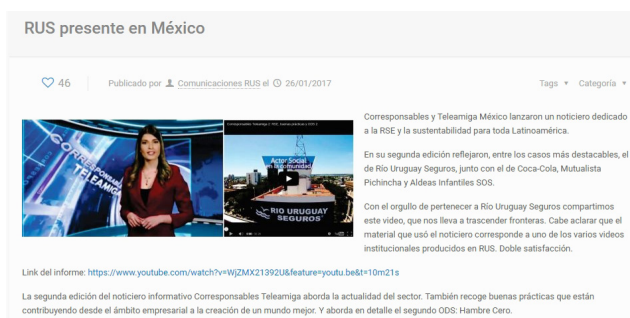 RUS presente en México
46
Publicado por Comunicaciones RUS el 26/01/2017
Tags
Categoría
CORRESPONSABLES
TELEAMIGA
Actor Social
en la comunidad
RIO URUGUAY
SEGUROS
Corresponsables y Teleamiga México lanzaron un noticiero dedicado
a la RSE y la sustentabilidad para toda Latinoamérica.
En su segunda edición reflejaron, entre los casos más destacables, el
de Río Uruguay Seguros, junto con el de Coca-Cola, Mutualista
Pichincha y Aldeas Infantiles SOS.
Con el orgullo de pertenecer a Río Uruguay Seguros compartimos
este video, que nos lleva a trascender fronteras. Cabe aclarar que el
material que usó el noticiero corresponde a uno de los varios videos
institucionales producidos en RUS. Doble satisfacción.
Link del informe: https://www.youtube.com/watch?v=WjZMX21392U&feature=youtu.be&t=10m21s
La segunda edición del noticiero informativo Corresponsables Teleamiga aborda la actualidad del sector. También recoge buenas prácticas que están
contribuyendo desde el ámbito empresarial a la creación de un mundo mejor. Y aborda en detalle el segundo ODS: Hambre Cero.